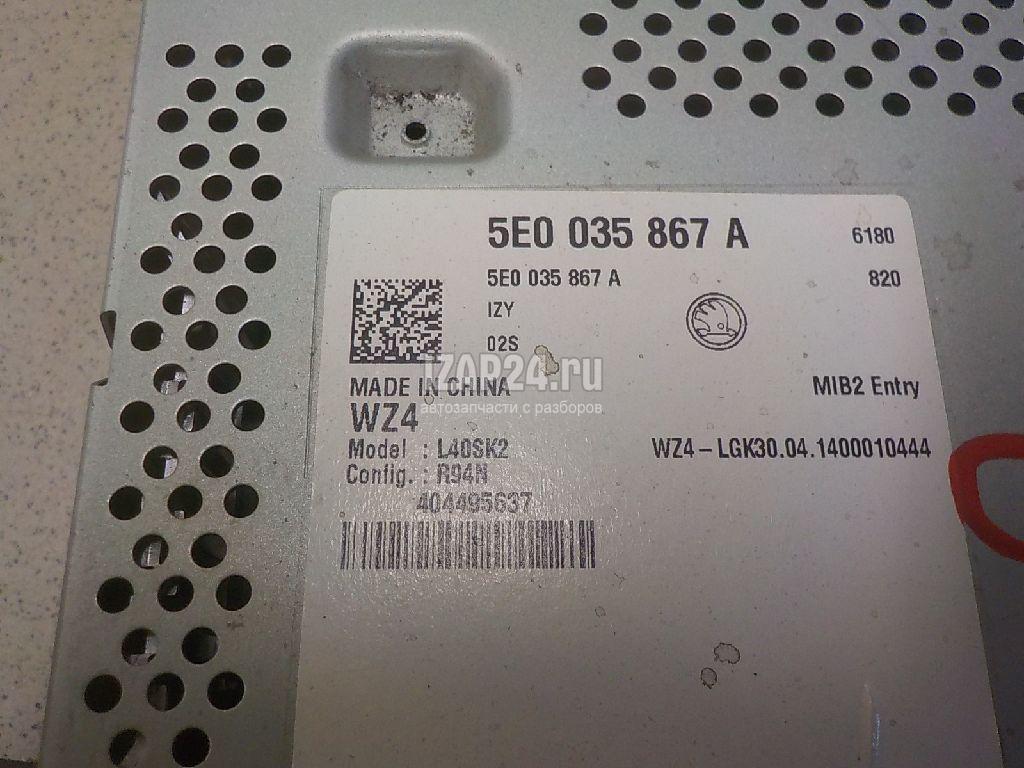 5E0 035 867 A 6180
5E0 035 867 A 820
IZY
02S
IZAP24.ru
MADE IN CHINA MIB2 Entry
автозапчасти с разборов
WZ4
Model : L40SK2 WZ4-LGK30.04.1400010444
Config. : R94N
404495637